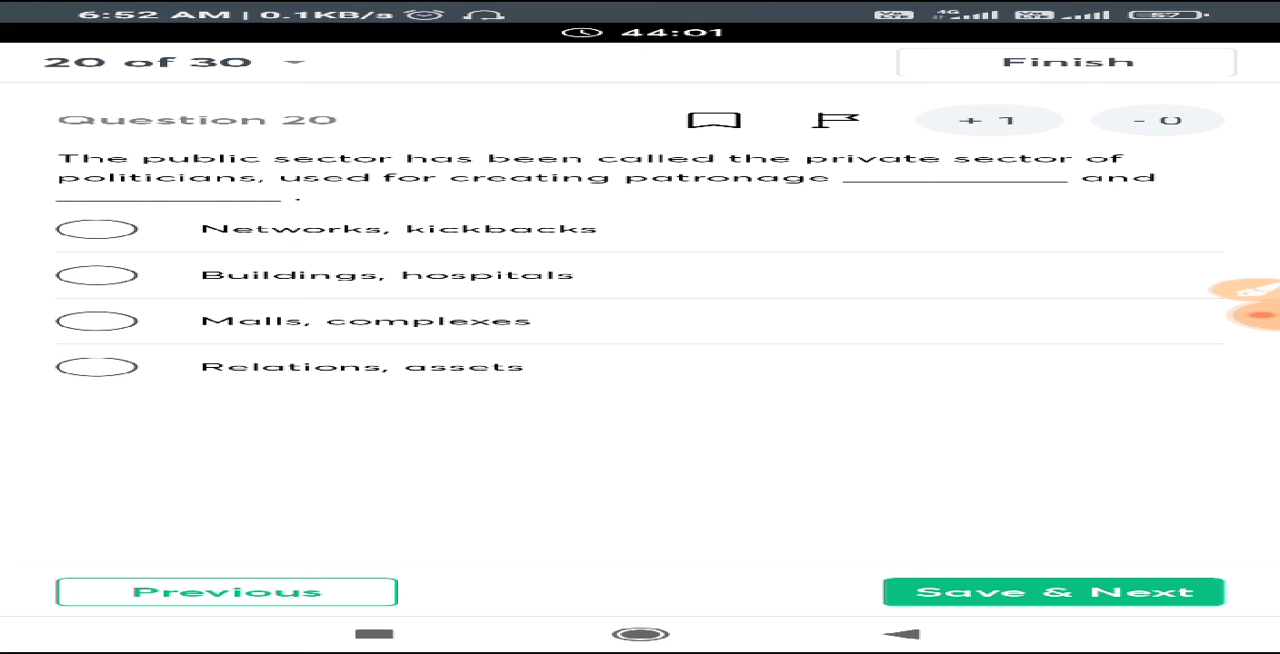 6:52 AM | 0.1KB/s 4G 57
44:01
20 of 30 Finish
Question 20 + 1 - 0
The public sector has been called the private sector of
politicians, used for creating patronage ____________ and
____________ .
Networks, kickbacks
Buildings, hospitals
Malls, complexes
Relations, assets
Previous Save & Next